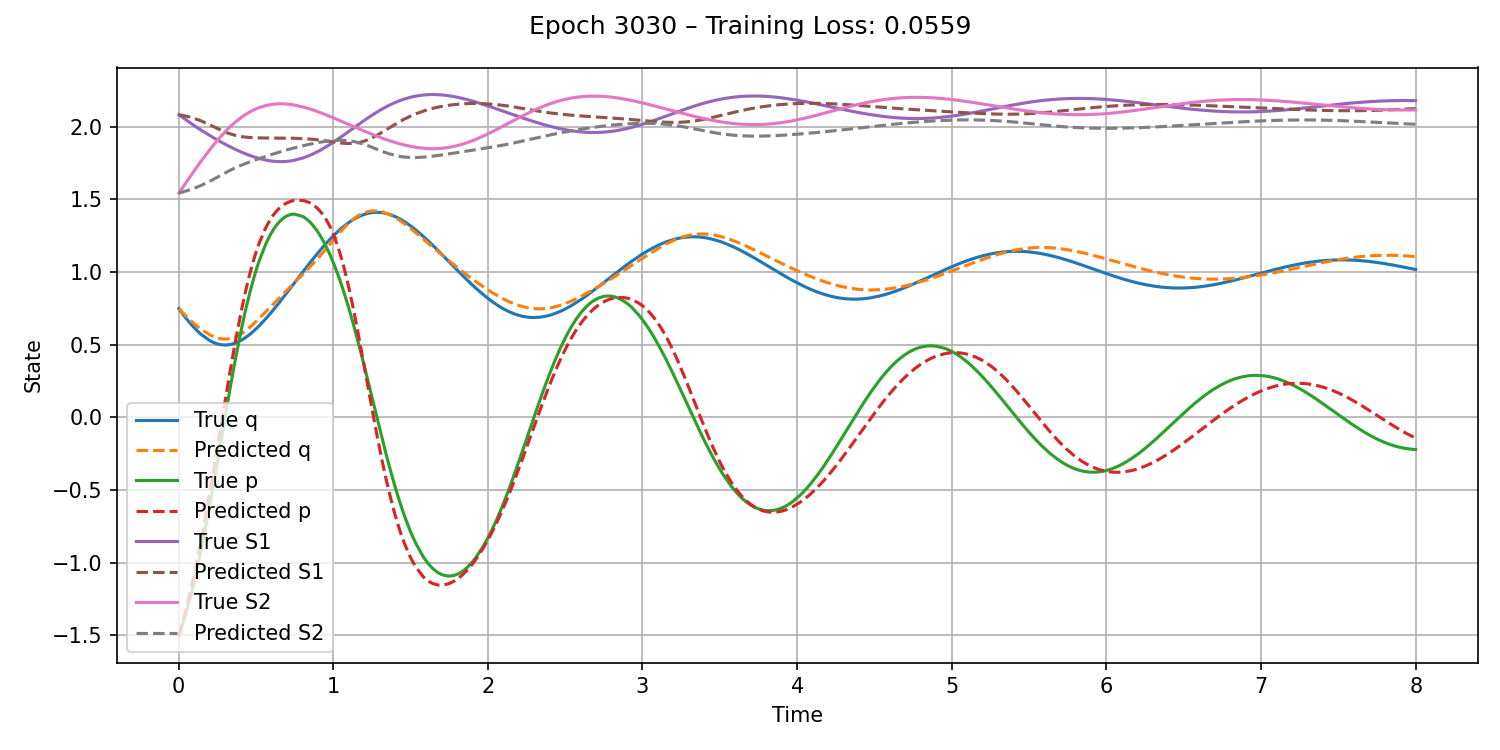 Epoch 3030 – Training Loss: 0.0559
State
2.0
1.5
1.0
0.5
0.0
−0.5
−1.0
−1.5
True q
Predicted q
True p
Predicted p
True S1
Predicted S1
True S2
Predicted S2
0 1 2 3 4 5 6 7 8
Time